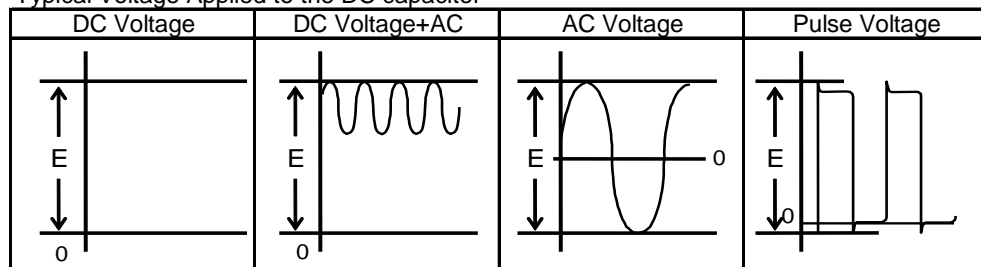 Typical Voltage Applied to the DC capacitor
DC Voltage
DC Voltage+AC
AC Voltage
Pulse Voltage
E
0
E
0
E
0
E
0